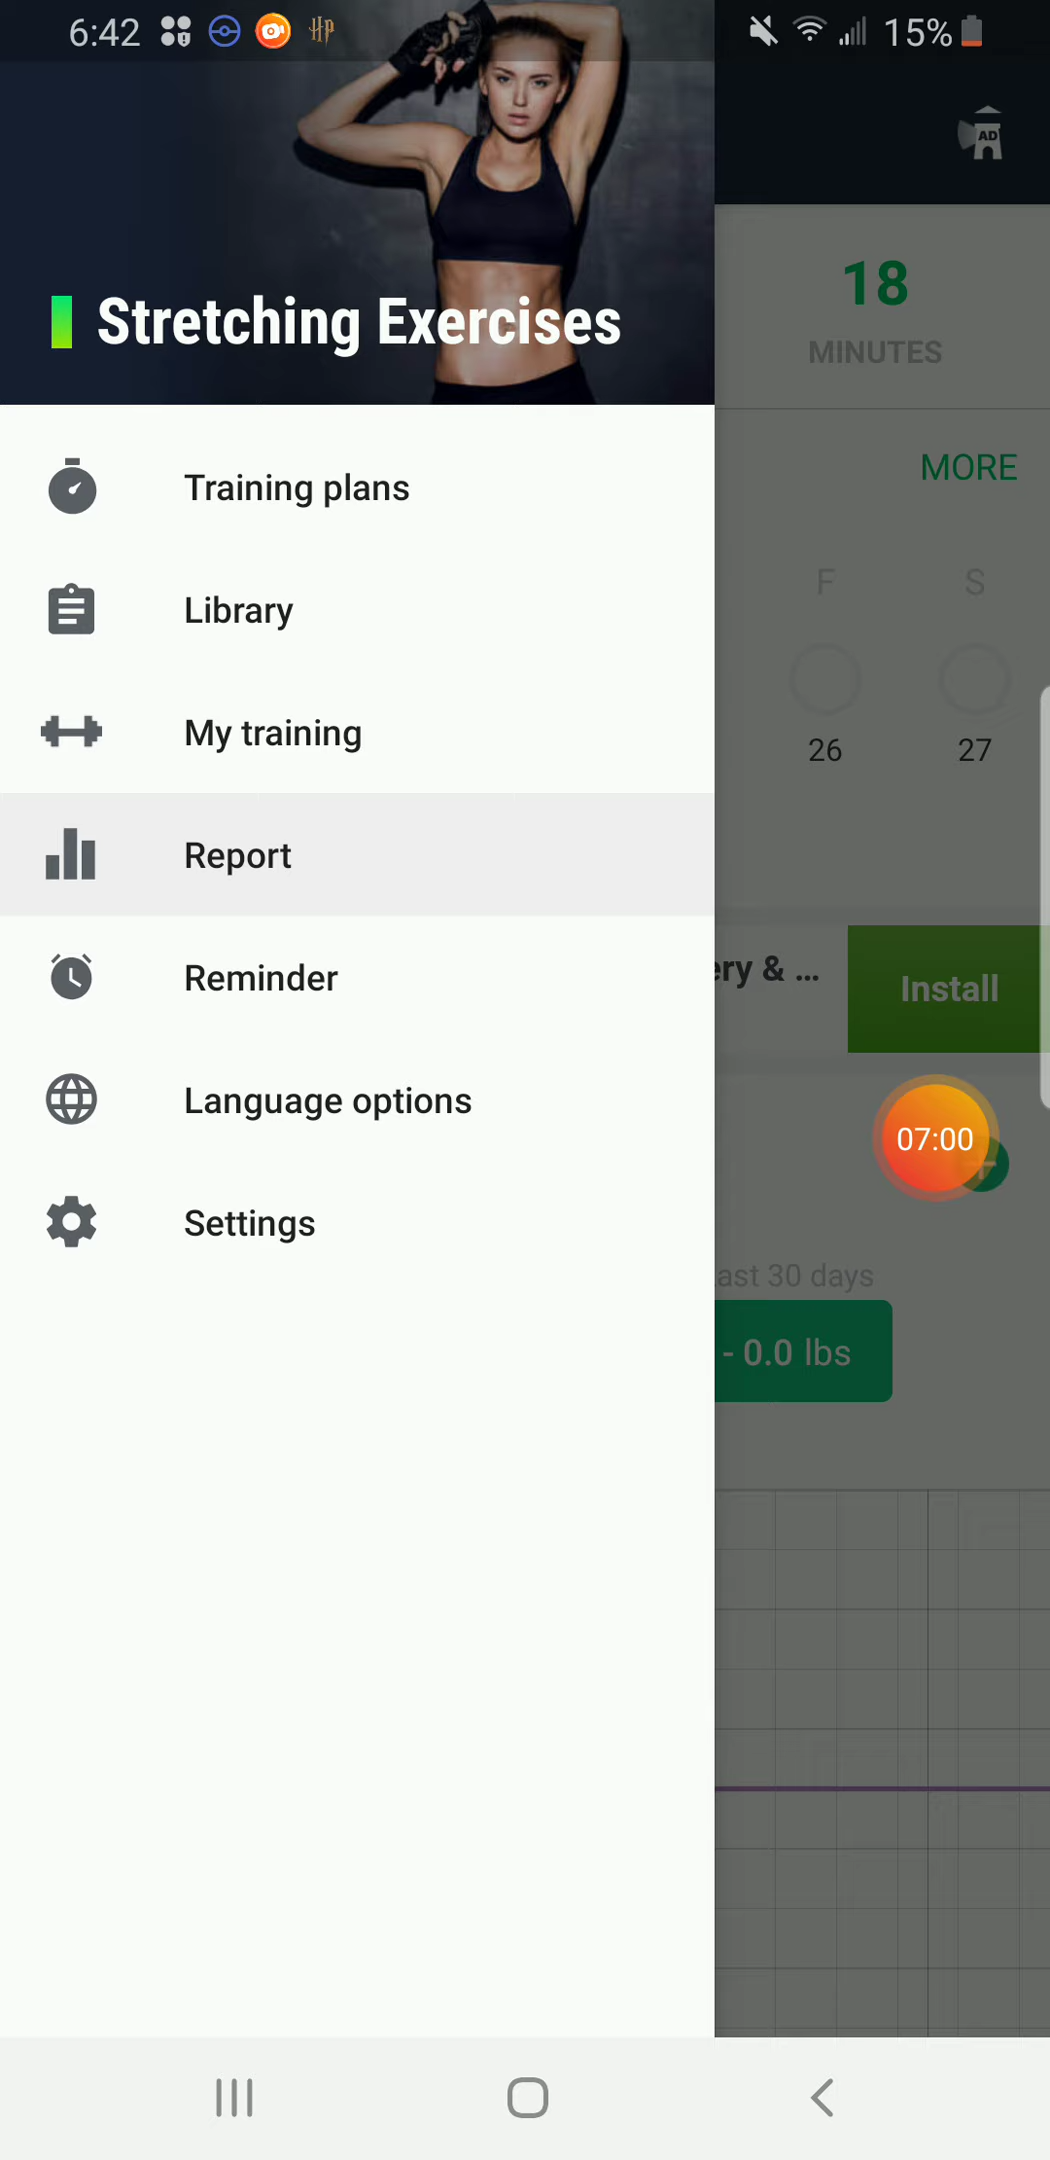 6:42
15%
AD
Stretching Exercises
18
MINUTES
MORE
Training plans
F S
Library
26 27
My training
Report
ery & ...
Install
Reminder
Language options
07:00
Settings
ast 30 days
- 0.0 lbs